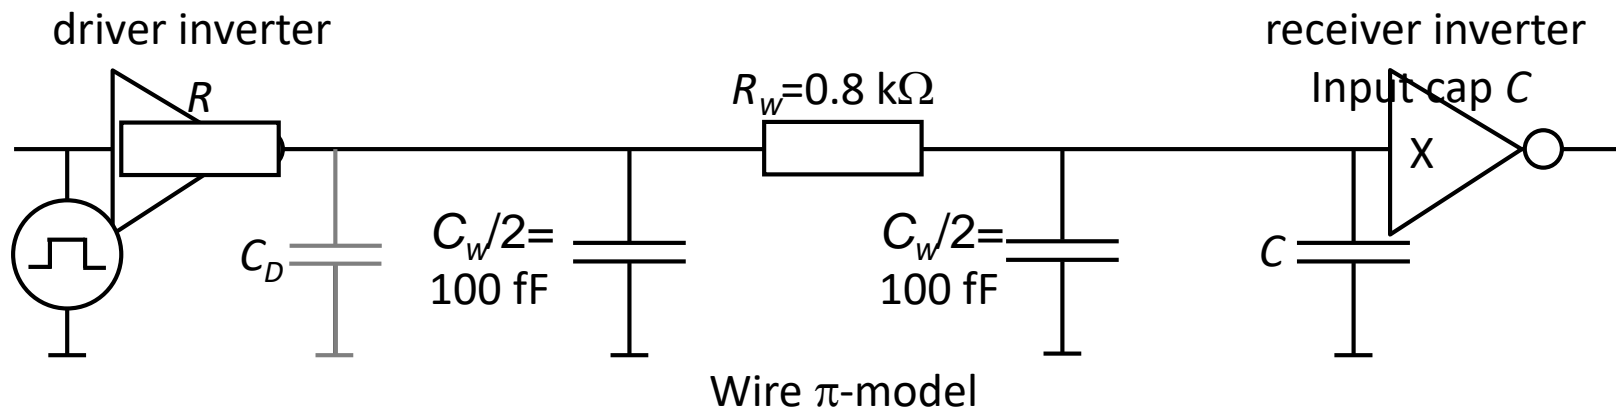 driver inverter
receiver inverter
Input cap C
R
R_w=0.8 kΩ
X
C_D
C_w/2=
100 fF
C_w/2=
100 fF
C
Wire π-model